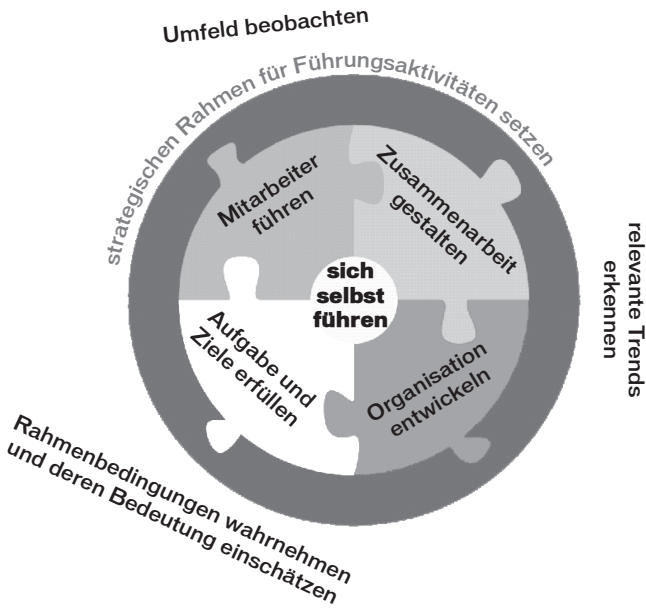 Umfeld beobachten
strategischen Rahmen für Führungsaktivitäten setzen
Mitarbeiter
führen
Zusammenarbeit
gestalten
relevante Trends
erkennen
sich
selbst
führen
Aufgabe und
Ziele erfüllen
Organisation
entwickeln
Rahmenbedingungen wahrnehmen
und deren Bedeutung einschätzen